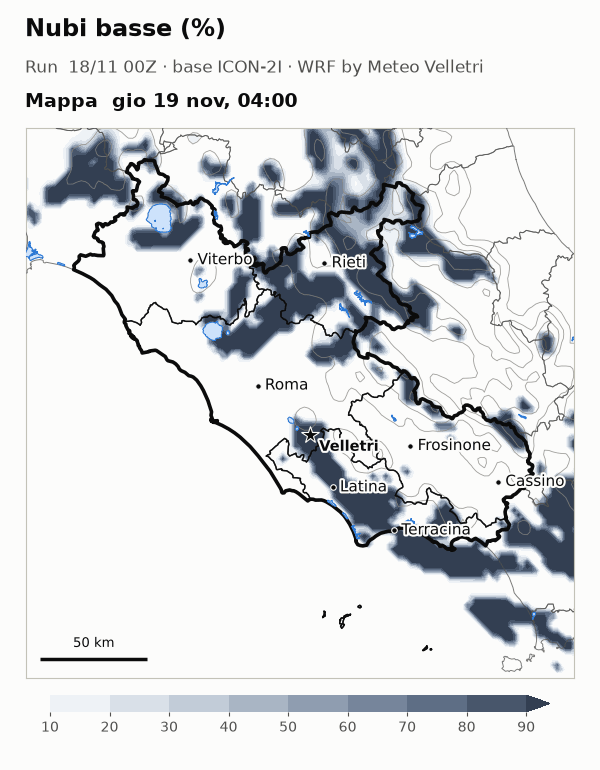 Nubi basse (%)
Run 18/11 00Z · base ICON-2I · WRF by Meteo Velletri
Mappa gio 19 nov, 04:00
Viterbo
Rieti
Roma
Velletri
Frosinone
Cassino
Latina
Terracina
50 km
10 20 30 40 50 60 70 80 90